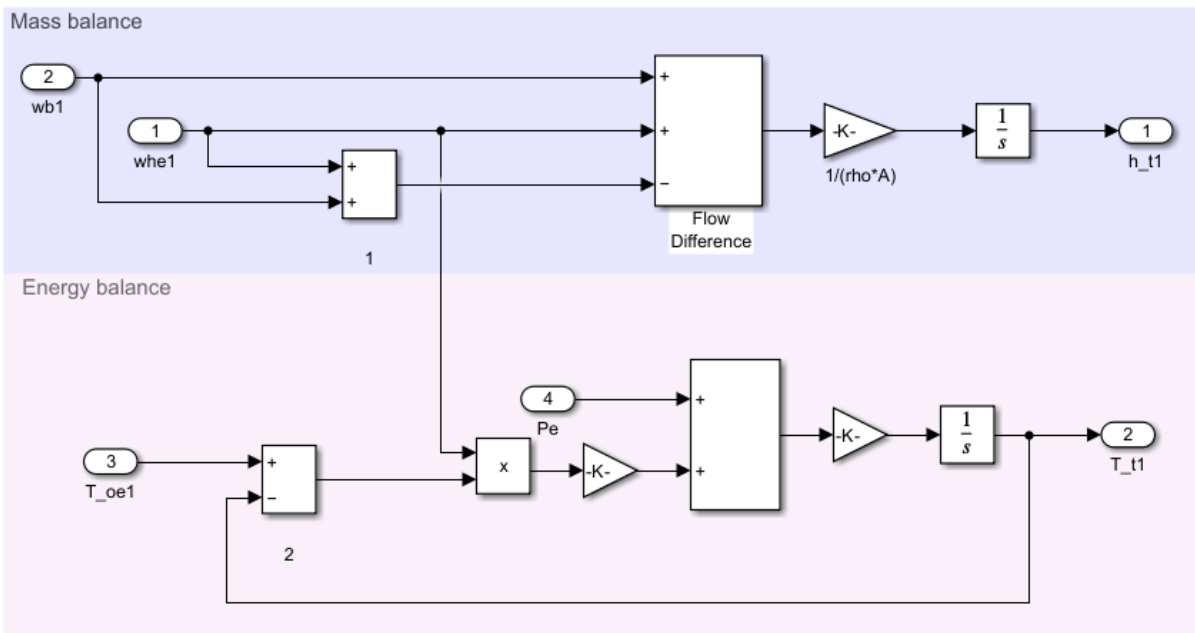 Mass balance
2
wb1
+
1
whe1
+
-K-
1
s
1
h_t1
+
+
−
1/(rho*A)
1
Flow
Difference
Energy balance
4
Pe
+
-K-
1
s
2
T_t1
3
T_oe1
+
−
x
-K-
+
2